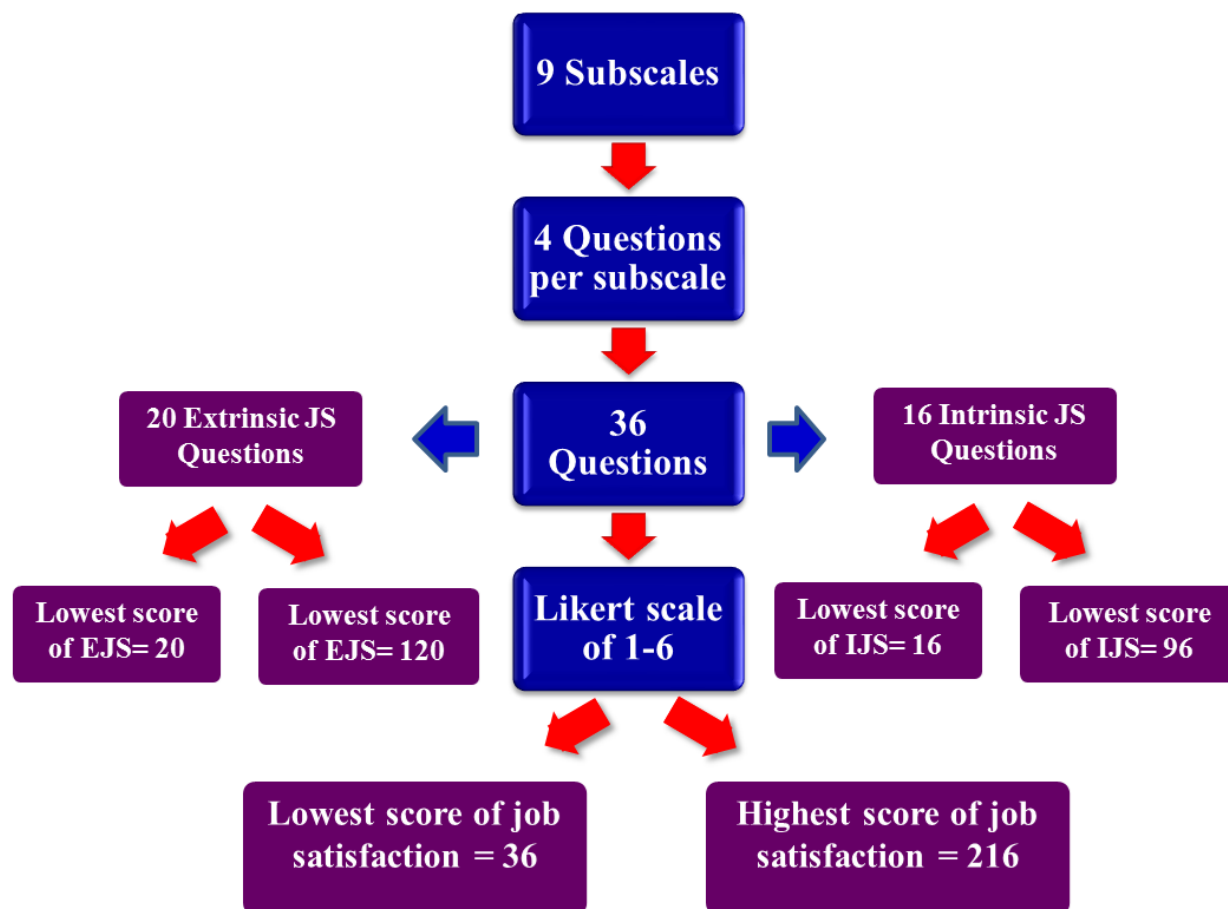 9 Subscales
4 Questions
per subscale
36
Questions
20 Extrinsic JS
Questions
16 Intrinsic JS
Questions
Lowest score
of EJS= 20
Lowest score
of EJS= 120
Likert scale
of 1-6
Lowest score
of IJS= 16
Lowest score
of IJS= 96
Lowest score of job
satisfaction = 36
Highest score of job
satisfaction = 216